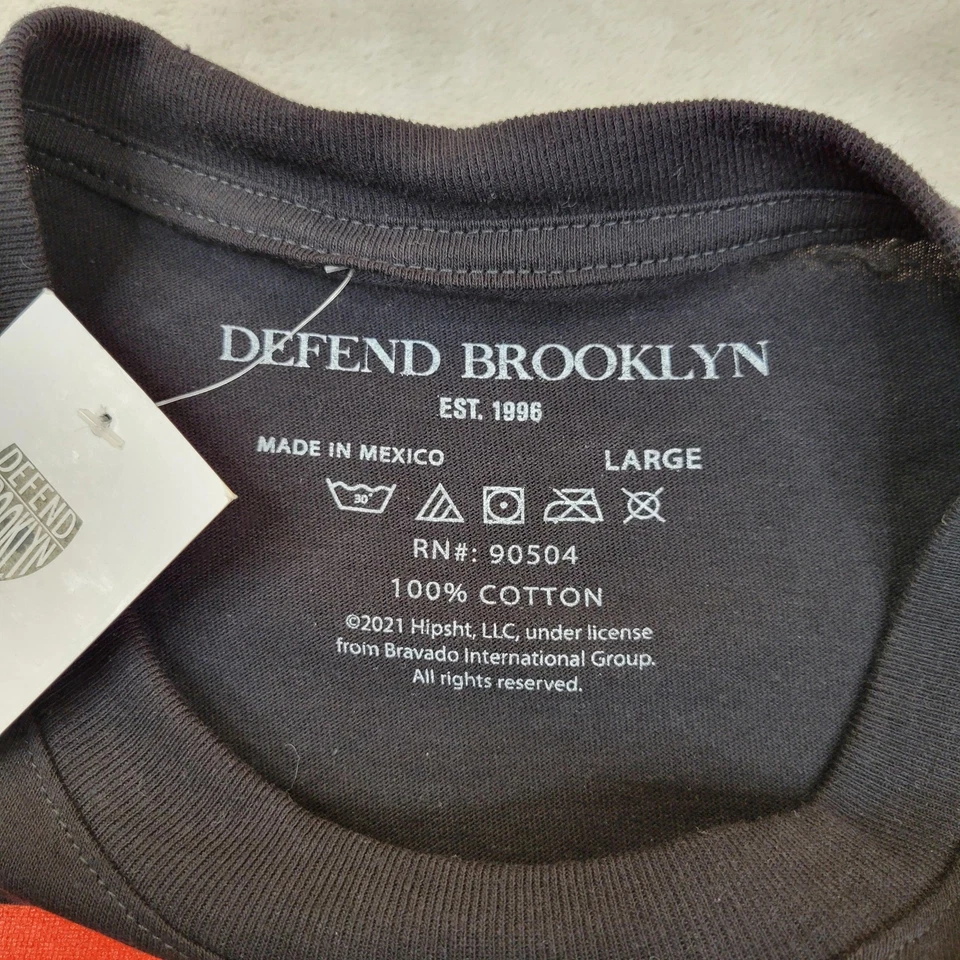 DEFEND BROOKLYN
EST. 1996
MADE IN MEXICO LARGE
30°
RN#: 90504
100% COTTON
©2021 Hipsht, LLC, under license
from Bravado International Group.
All rights reserved.
DEFEND